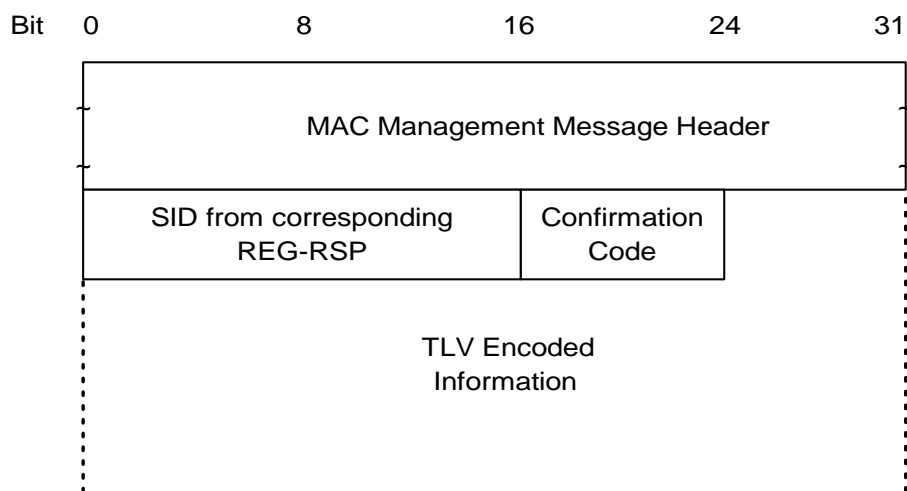 Bit 0 8 16 24 31
MAC Management Message Header
SID from corresponding
REG-RSP
Confirmation
Code
TLV Encoded
Information